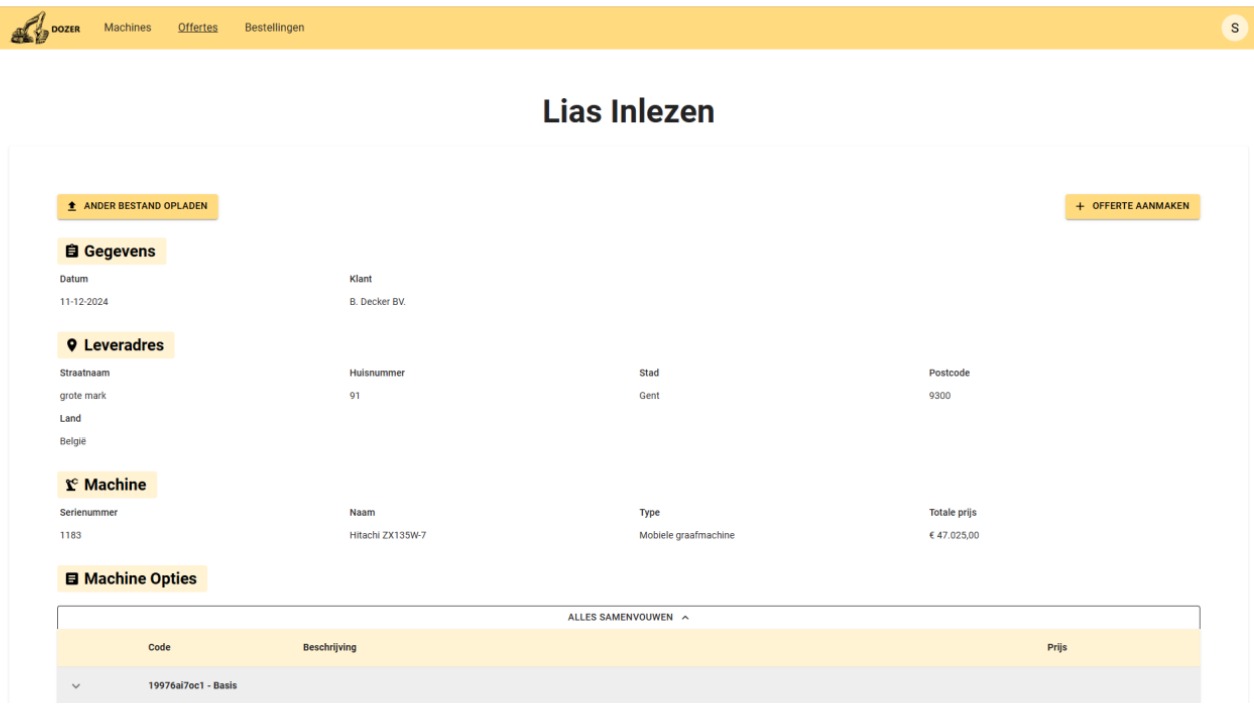 DOZER Machines Offertes Bestellingen S
Lias Inlezen
ANDER BESTAND OPLADEN + OFFERTE AANMAKEN
Gegevens
Datum Klant
11-12-2024 B. Decker BV.
Leveradres
Straatnaam Huisnummer Stad Postcode
grote mark 91 Gent 9300
Land
België
Machine
Serienummer Naam Type Totale prijs
1183 Hitachi ZX135W-7 Mobiele graafmachine € 47.025,00
Machine Opties
ALLES SAMENVOUWEN
Code Beschrijving Prijs
19976ai7oc1 - Basis